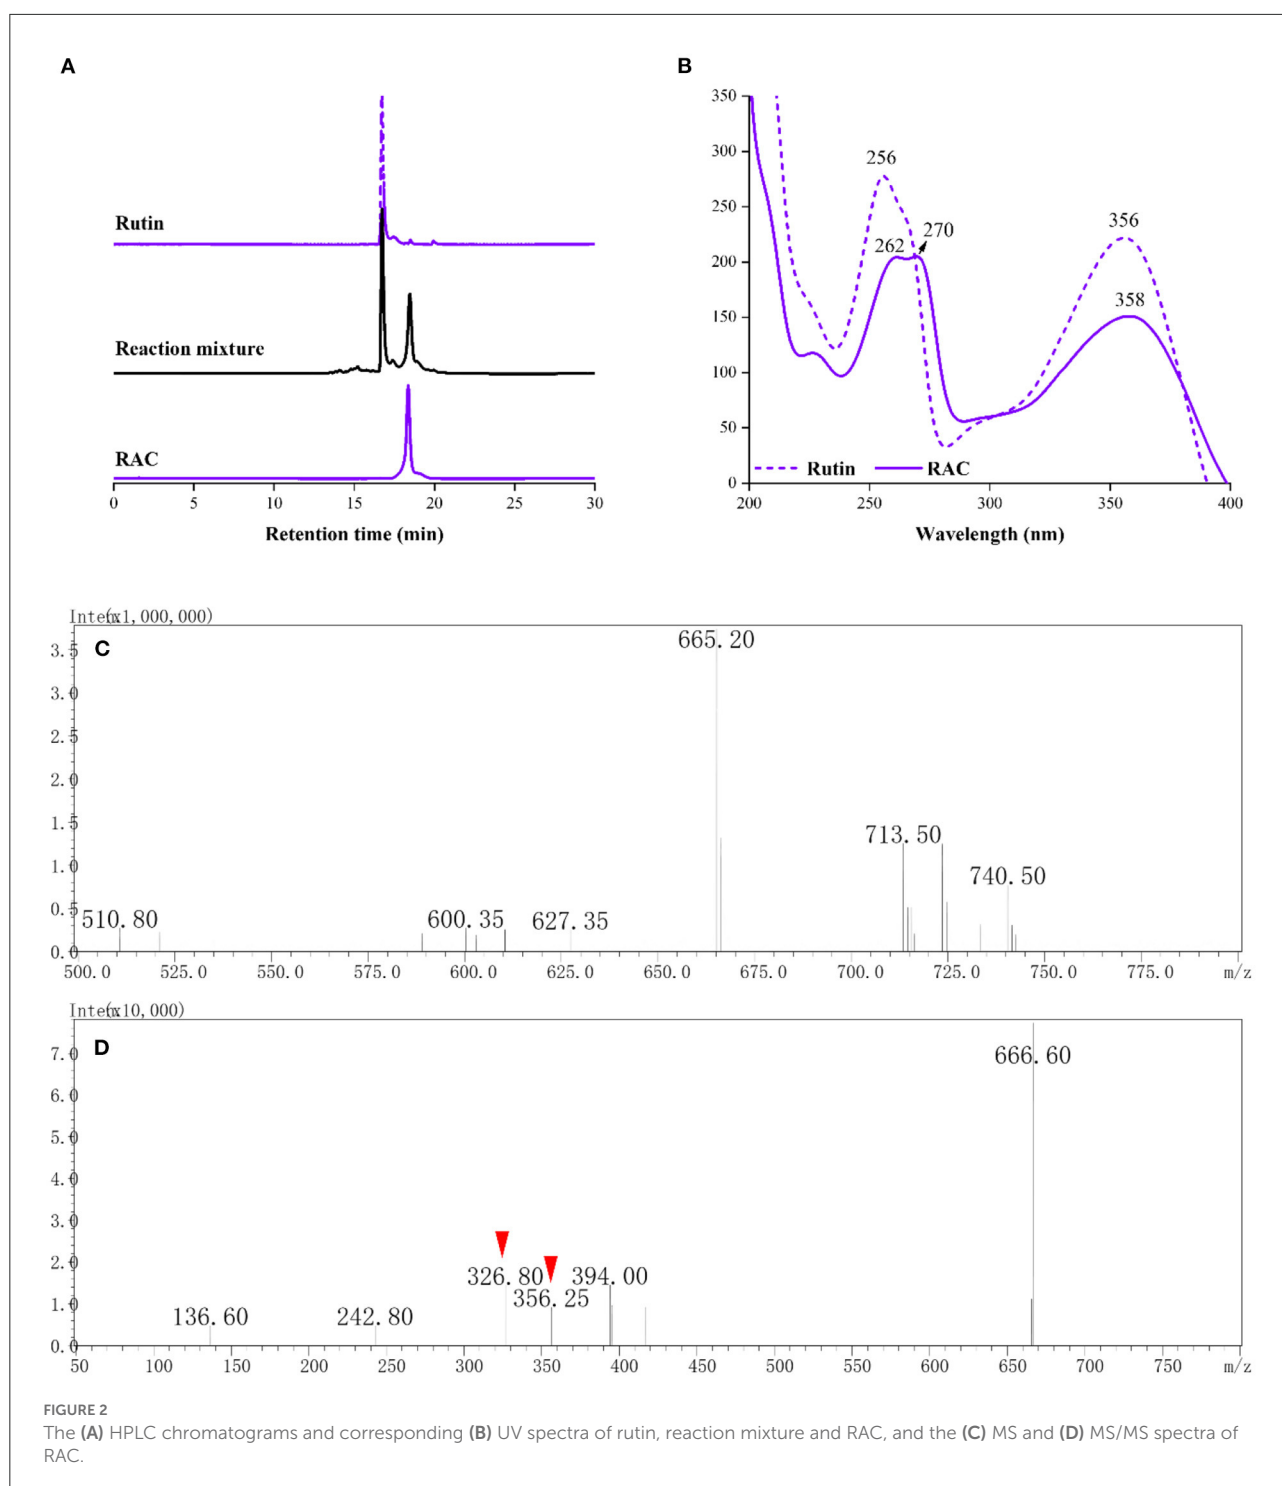 A
B
Rutin
Reaction mixture
RAC
0 5 10 15 20 25 30
Retention time (min)
350
300
250
200
150
100
50
0
256
262
270
356
358
Rutin RAC
200 250 300 350 400
Wavelength (nm)
Inten.(x1,000,000)
C
3.5
3.0
2.5
2.0
1.5
1.0
0.5
0.0
665.20
713.50
740.50
510.80 600.35 627.35
500.0 525.0 550.0 575.0 600.0 625.0 650.0 675.0 700.0 725.0 750.0 775.0 m/z
Inten.(x10,000)
D
7.0
6.0
5.0
4.0
3.0
2.0
1.0
0.0
666.60
326.80 394.00
356.25
136.60 242.80
50 100 150 200 250 300 350 400 450 500 550 600 650 700 750 m/z
FIGURE 2
The (A) HPLC chromatograms and corresponding (B) UV spectra of rutin, reaction mixture and RAC, and the (C) MS and (D) MS/MS spectra of
RAC.